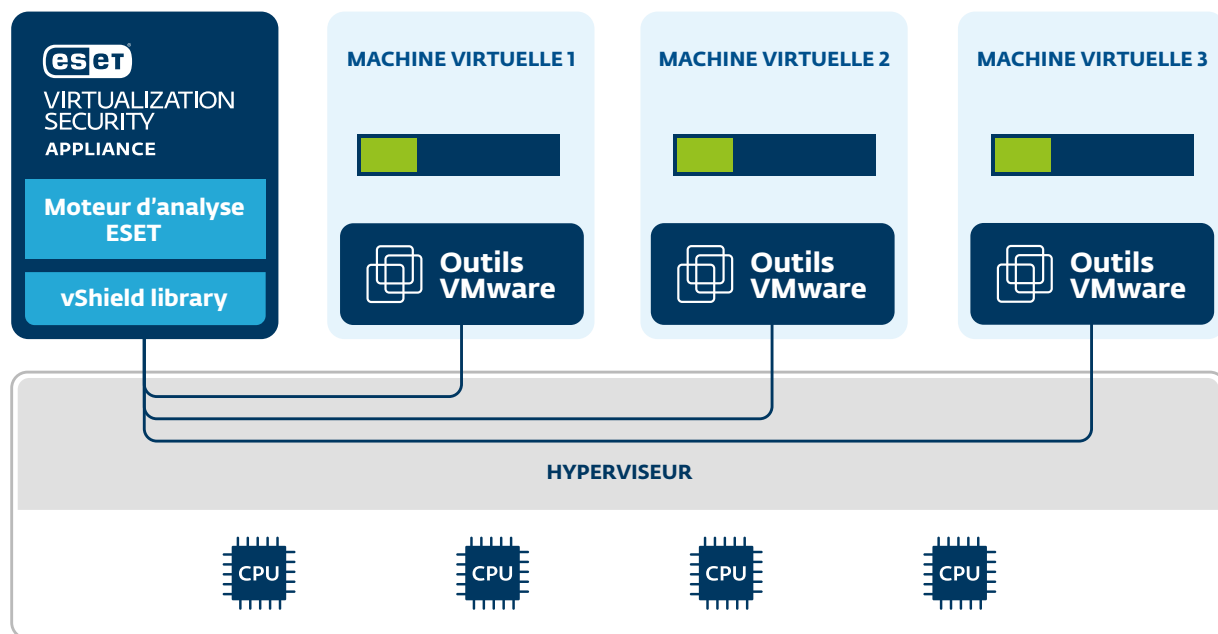 eseт
VIRTUALIZATION
SECURITY
APPLIANCE
Moteur d'analyse
ESET
vShield library
MACHINE VIRTUELLE 1
Outils
VMware
MACHINE VIRTUELLE 2
Outils
VMware
MACHINE VIRTUELLE 3
Outils
VMware
HYPERVISEUR
CPU
CPU
CPU
CPU